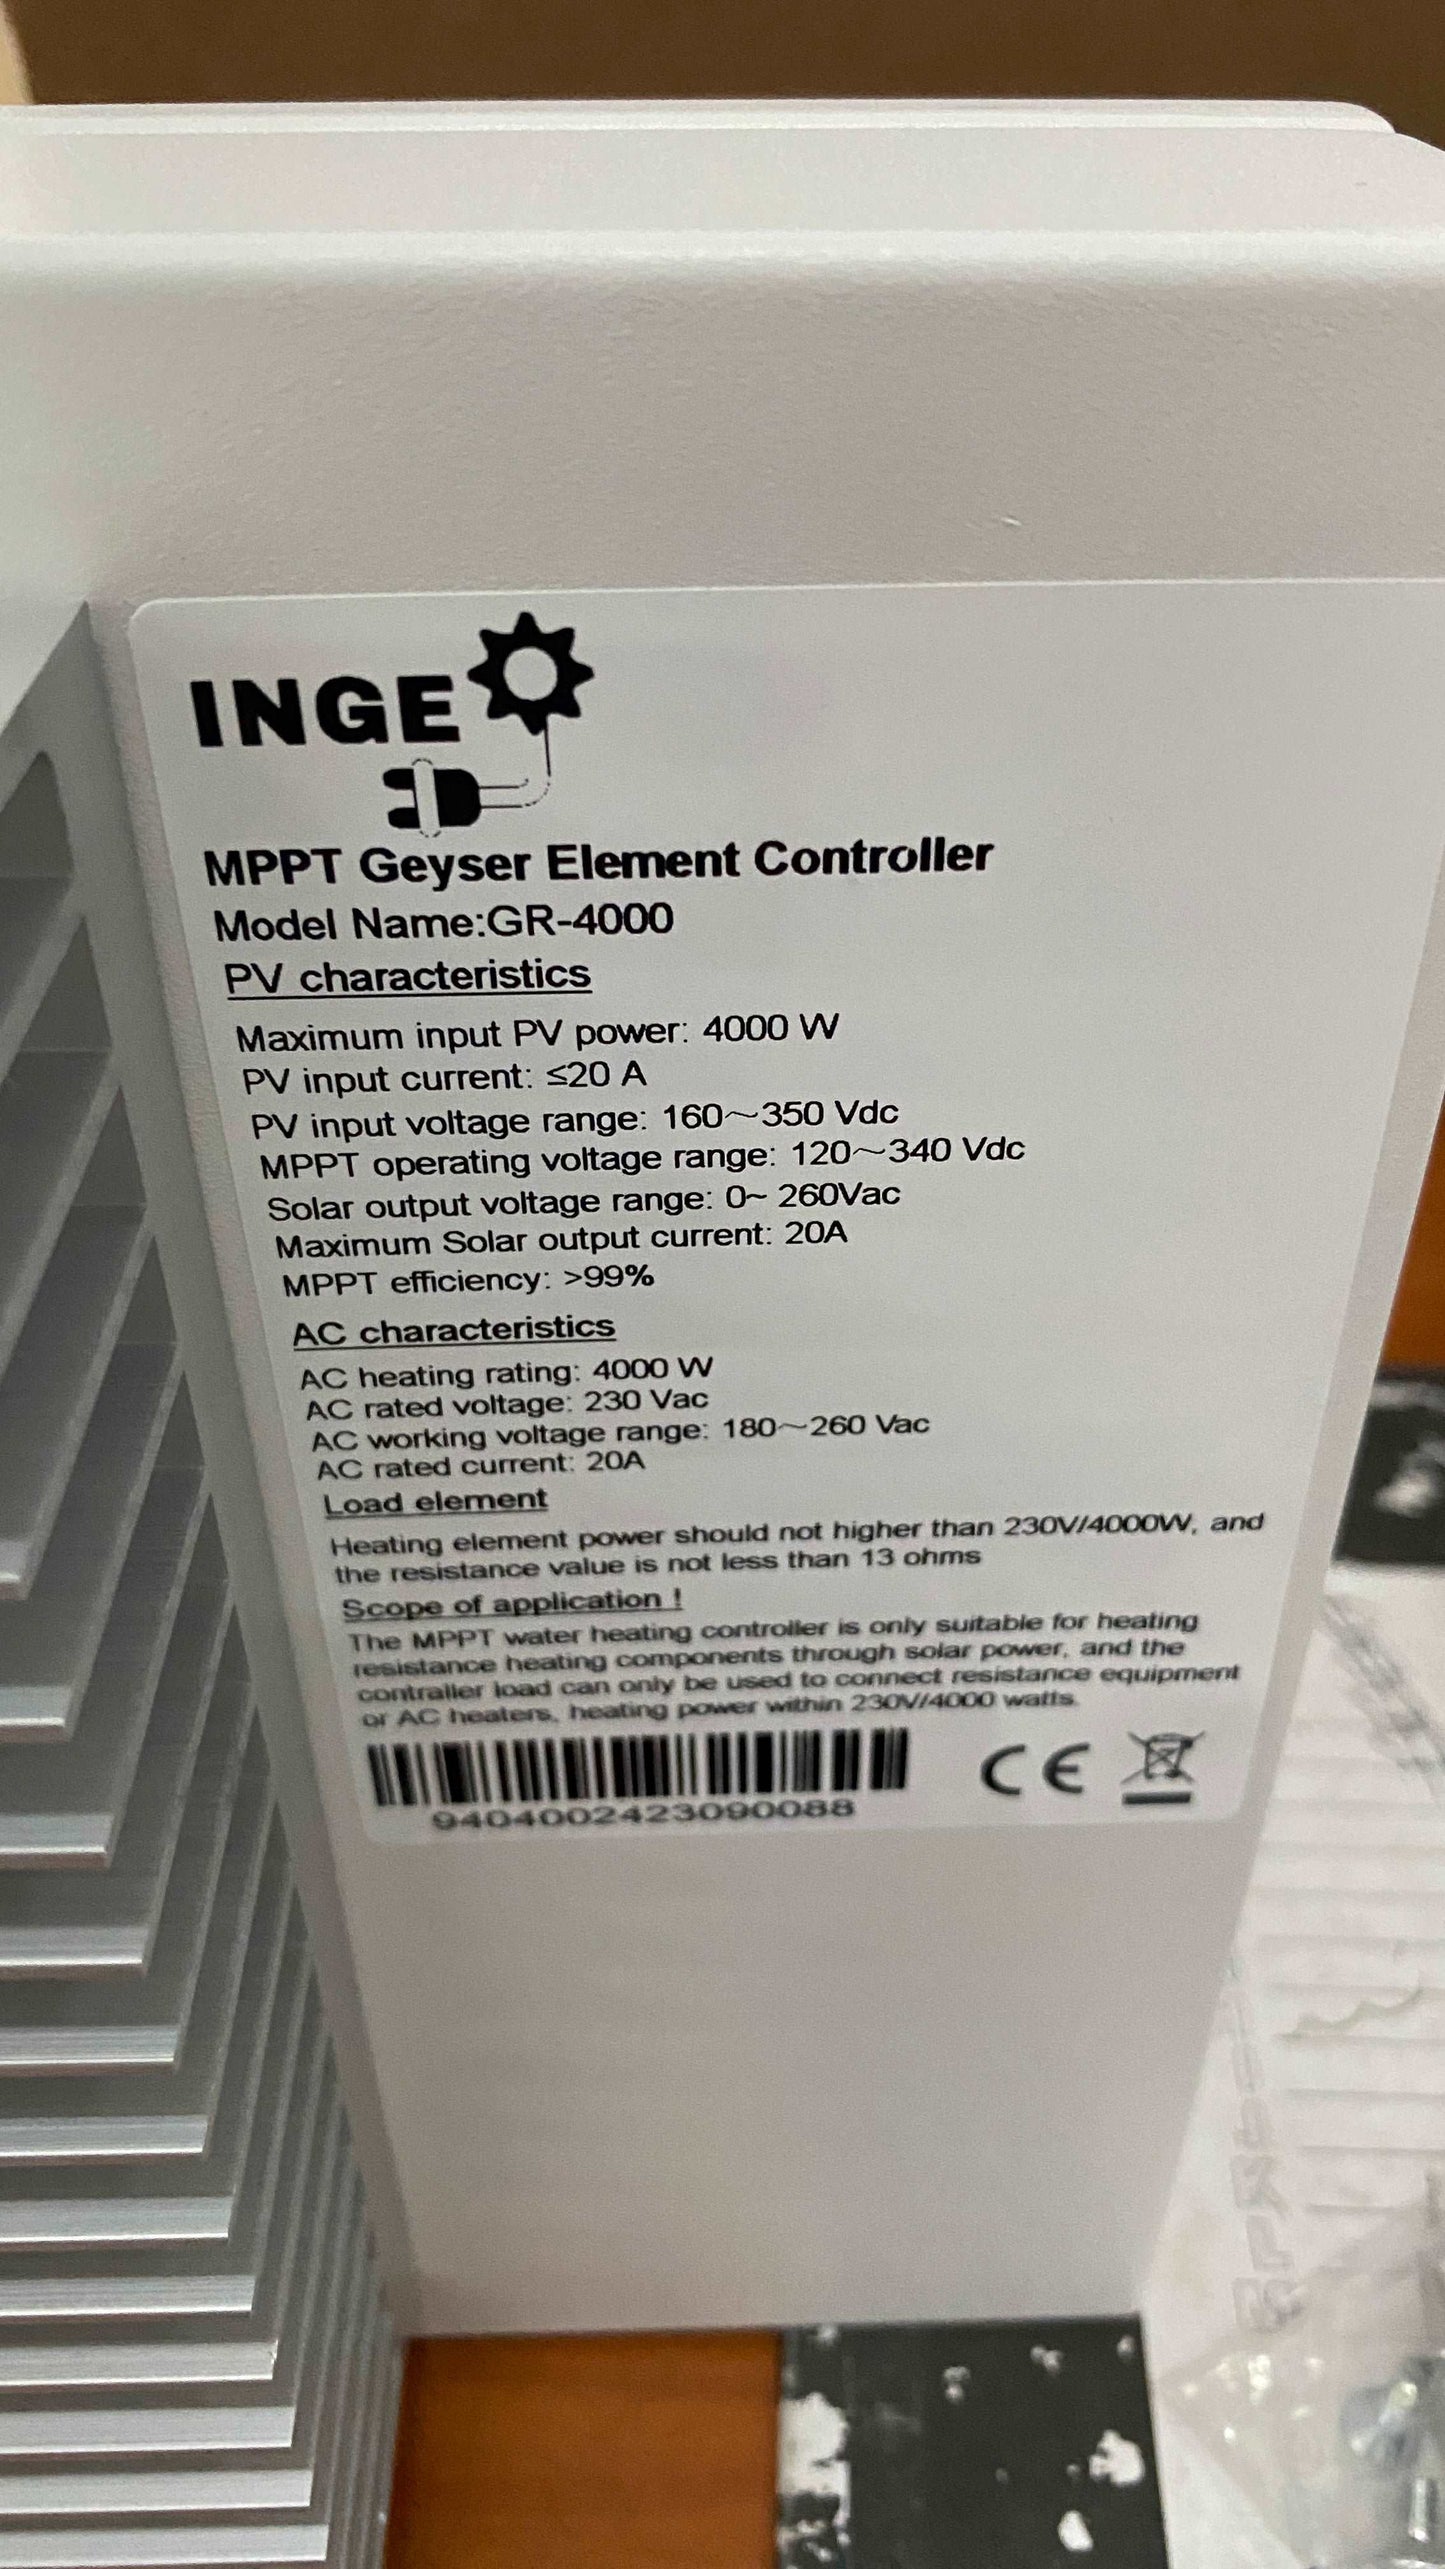 INGE
MPPT Geyser Element Controller
Model Name:GR-4000
PV characteristics
Maximum input PV power: 4000 W
PV input current: ≤20 A
PV input voltage range: 160～350 Vdc
MPPT operating voltage range: 120～340 Vdc
Solar output voltage range: 0~ 260Vac
Maximum Solar output current: 20A
MPPT efficiency: >99%
AC characteristics
AC heating rating: 4000 W
AC rated voltage: 230 Vac
AC working voltage range: 180～260 Vac
AC rated current: 20A
Load element
Heating element power should not higher than 230V/4000W, and
the resistance value is not less than 13 ohms
Scope of application !
The MPPT water heating controller is only suitable for heating
resistance heating components through solar power, and the
controller load can only be used to connect resistance equipment
or AC heaters, heating power within 230V/4000 watts.
9404002423090088
CE